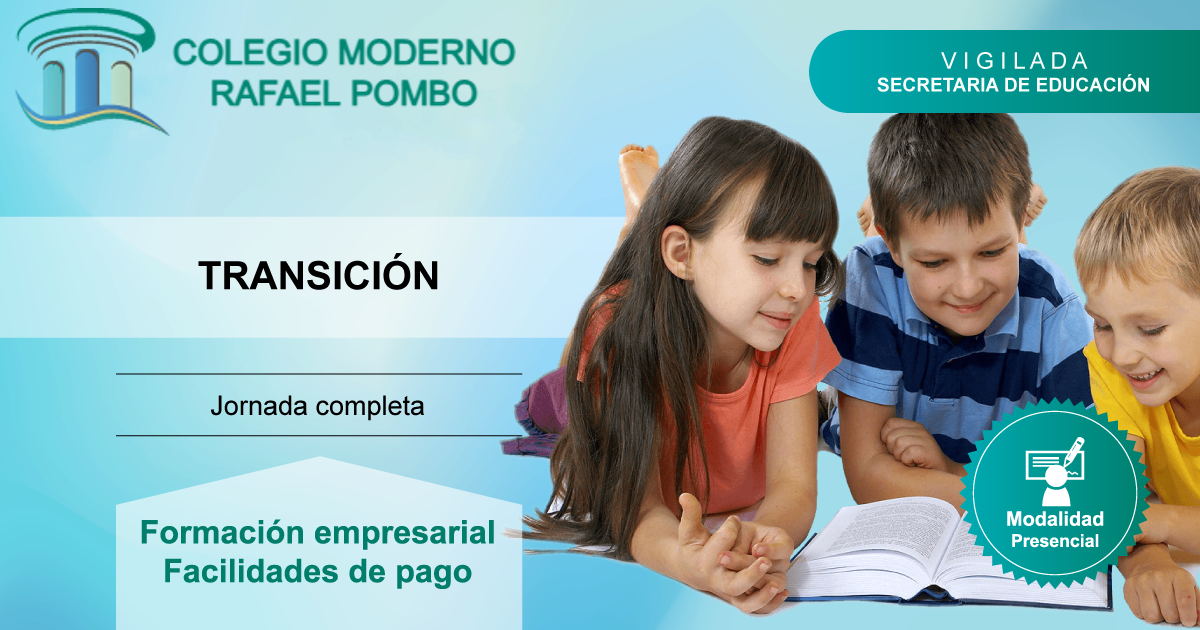 COLEGIO MODERNO
RAFAEL POMBO
VIGILADA
SECRETARIA DE EDUCACIÓN
TRANSICIÓN
Jornada completa
Formación empresarial
Facilidades de pago
Modalidad
Presencial